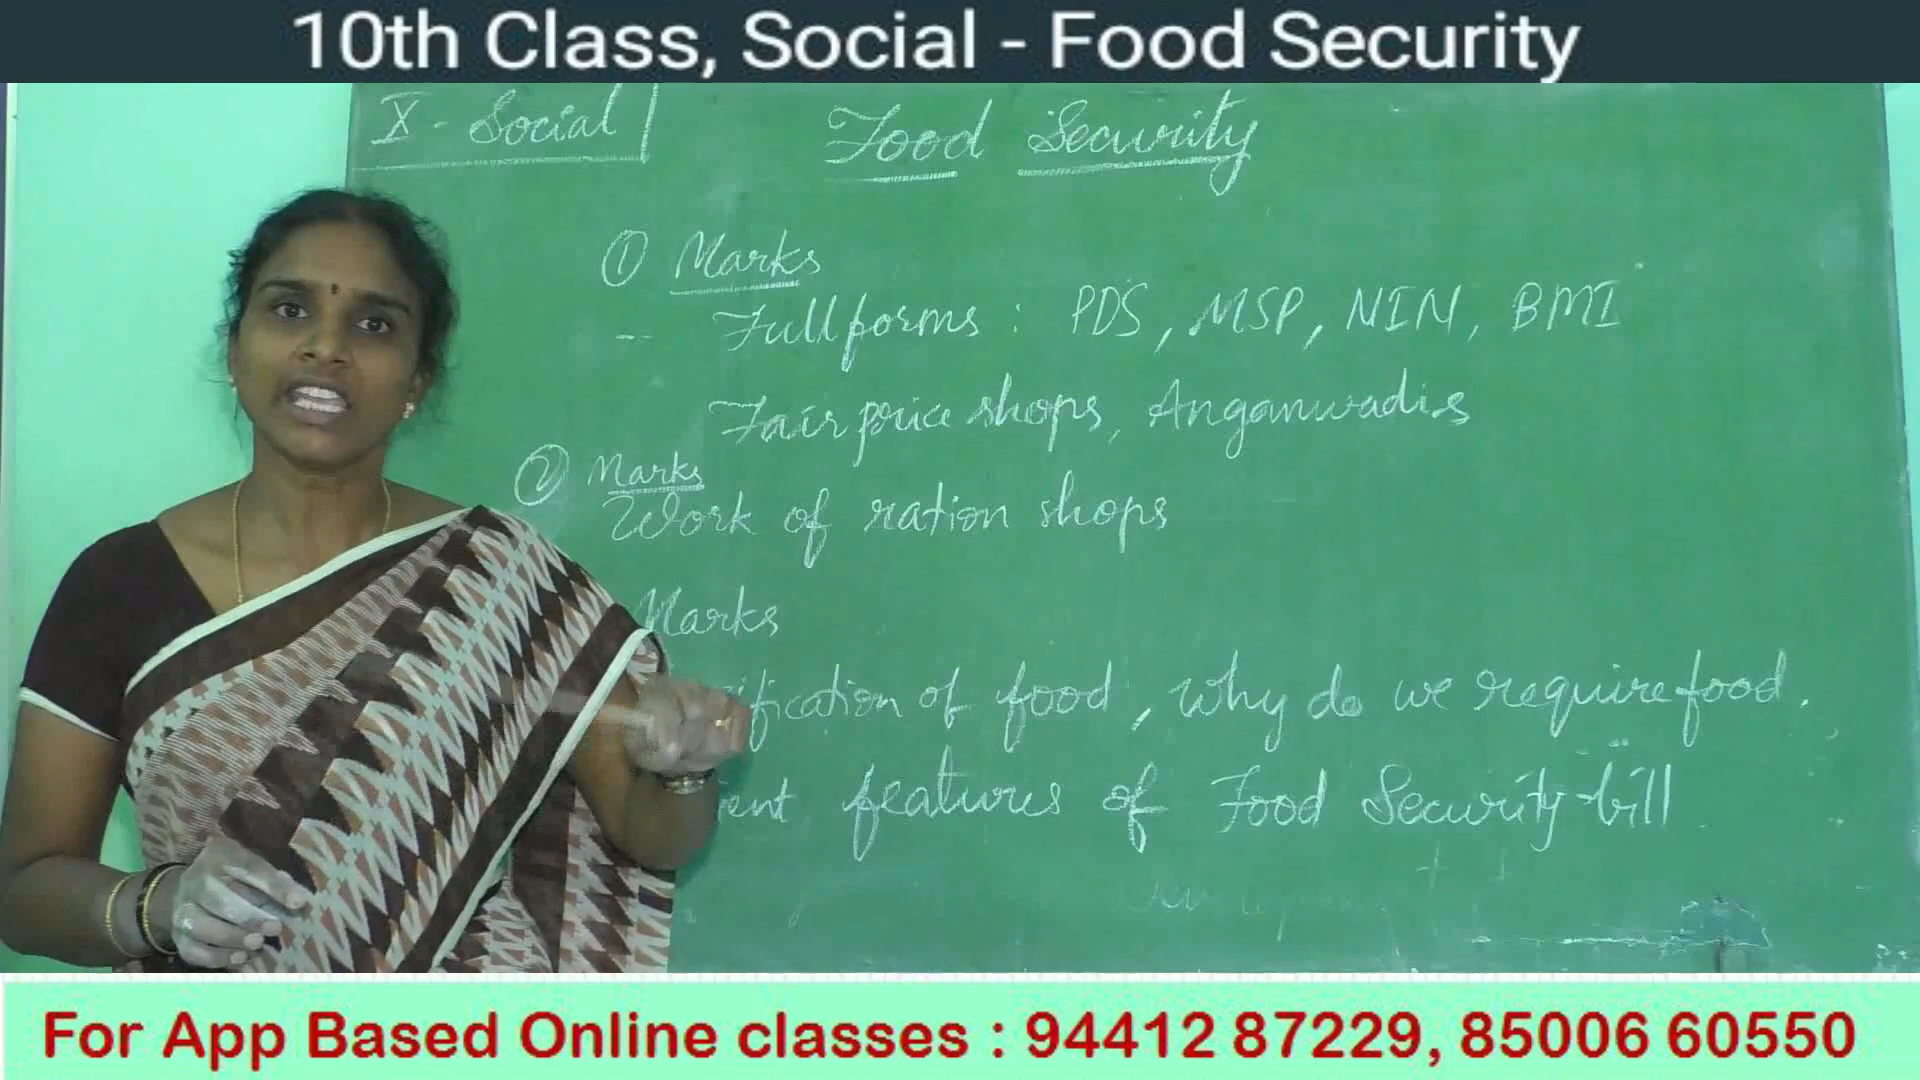 10th Class, Social - Food Security
X - Social
Food Security
① Marks
-- Full forms : PDS, MSP, NIN, BMI
Fair price shops, Anganwadis
② Marks
Work of ration shops
Marks
ification of food, why do we require food.
ent features of Food Security bill
For App Based Online classes : 94412 87229, 85006 60550